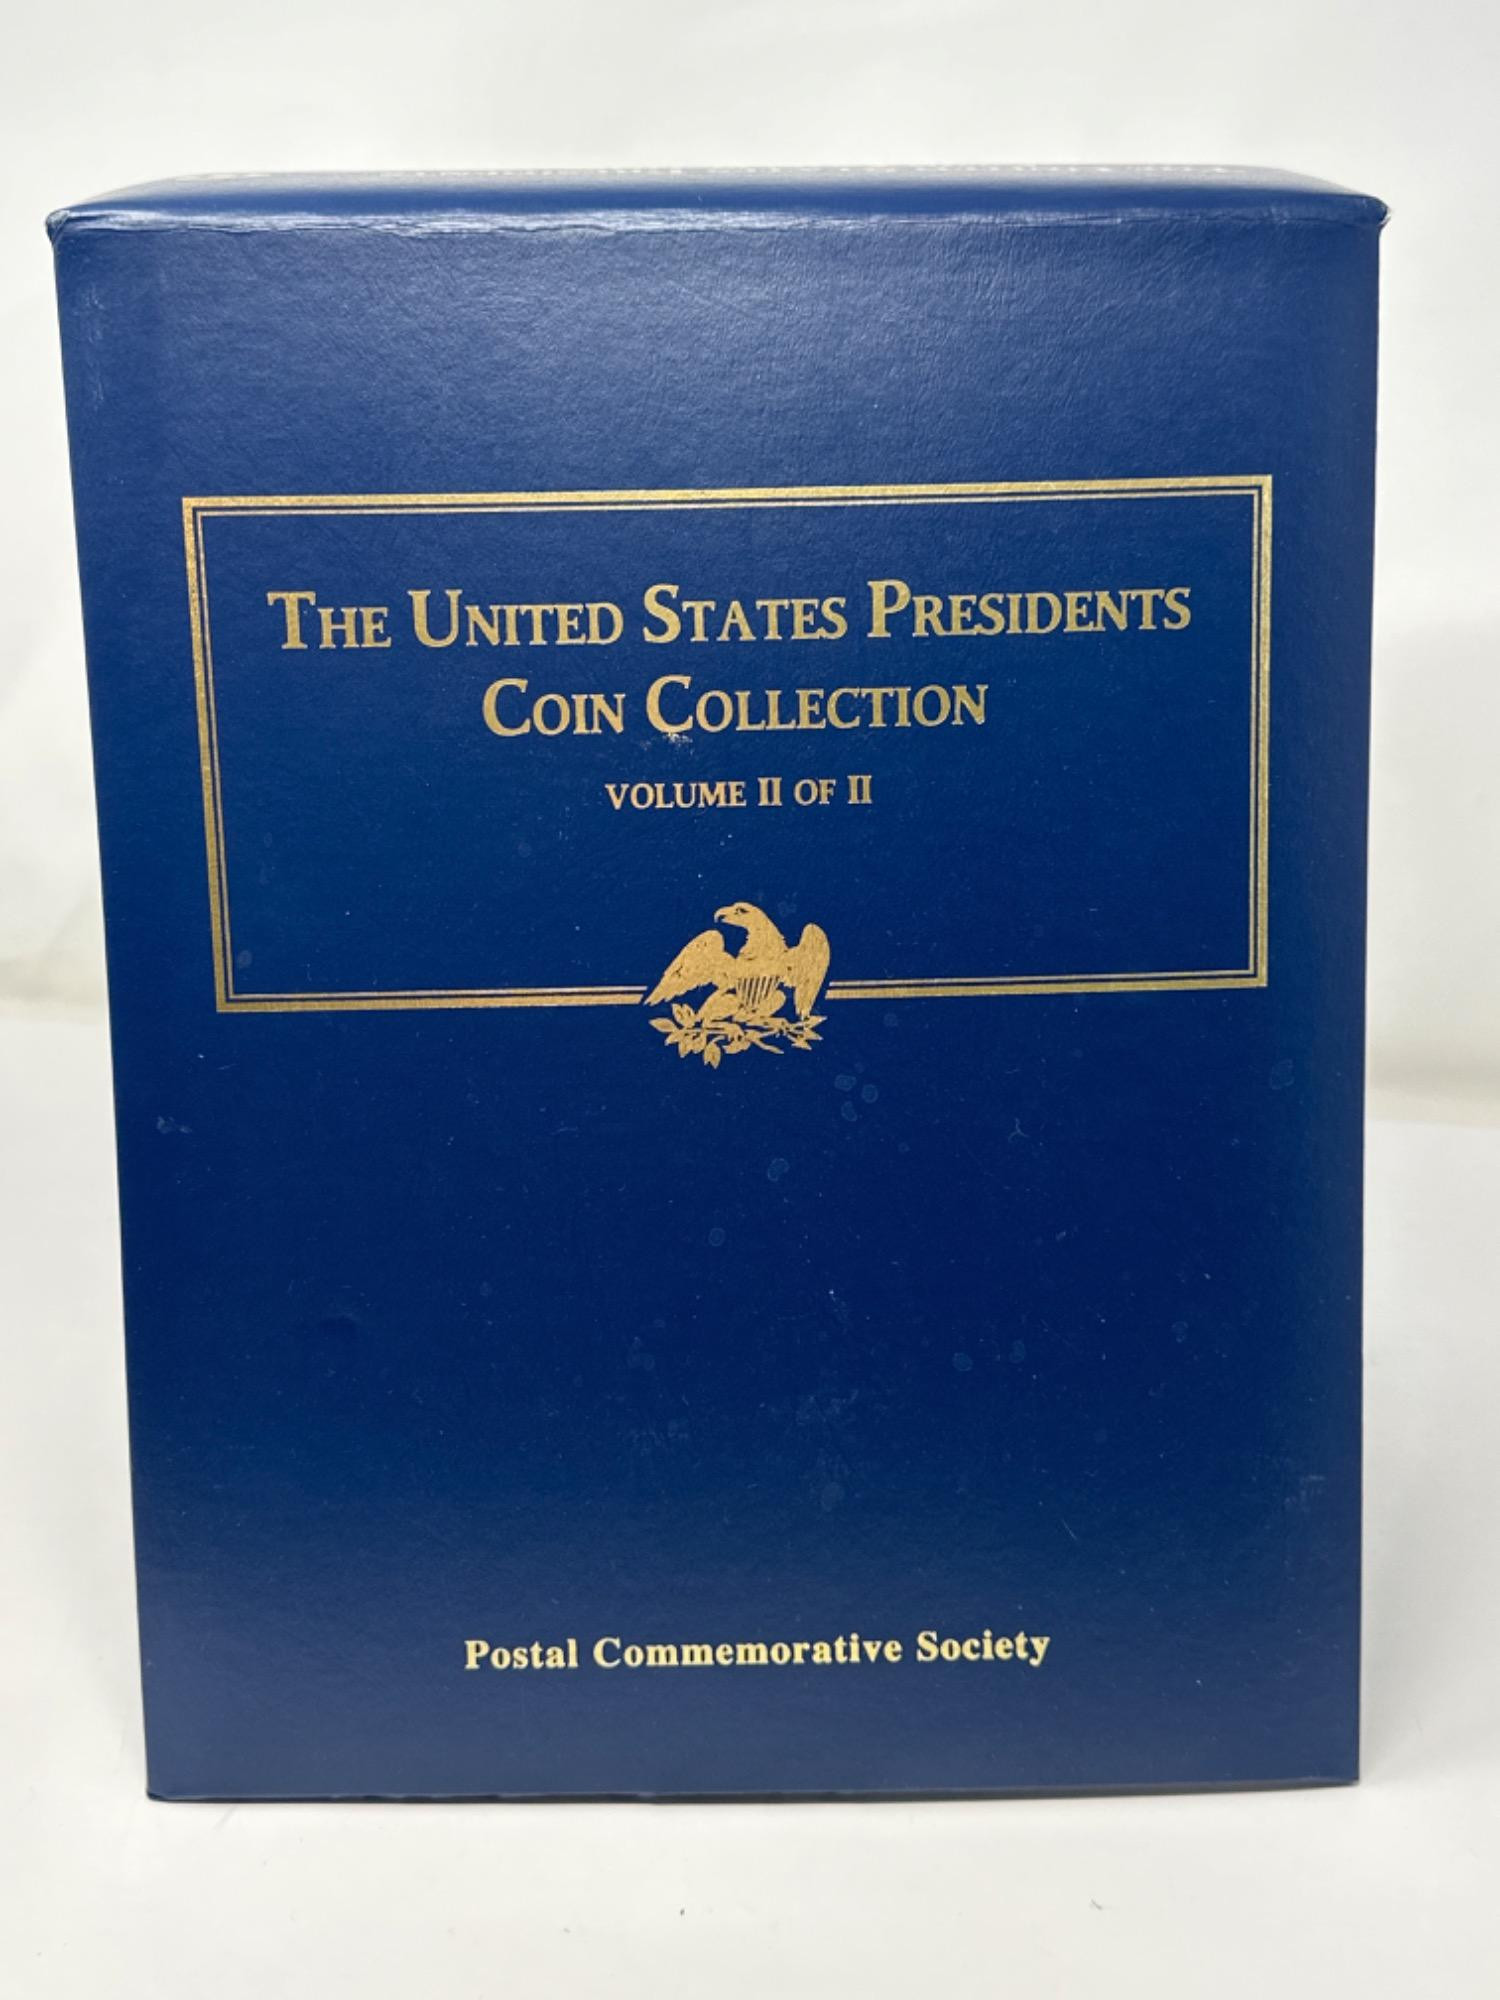 THE UNITED STATES PRESIDENTS
COIN COLLECTION
VOLUME II OF II
Postal Commemorative Society